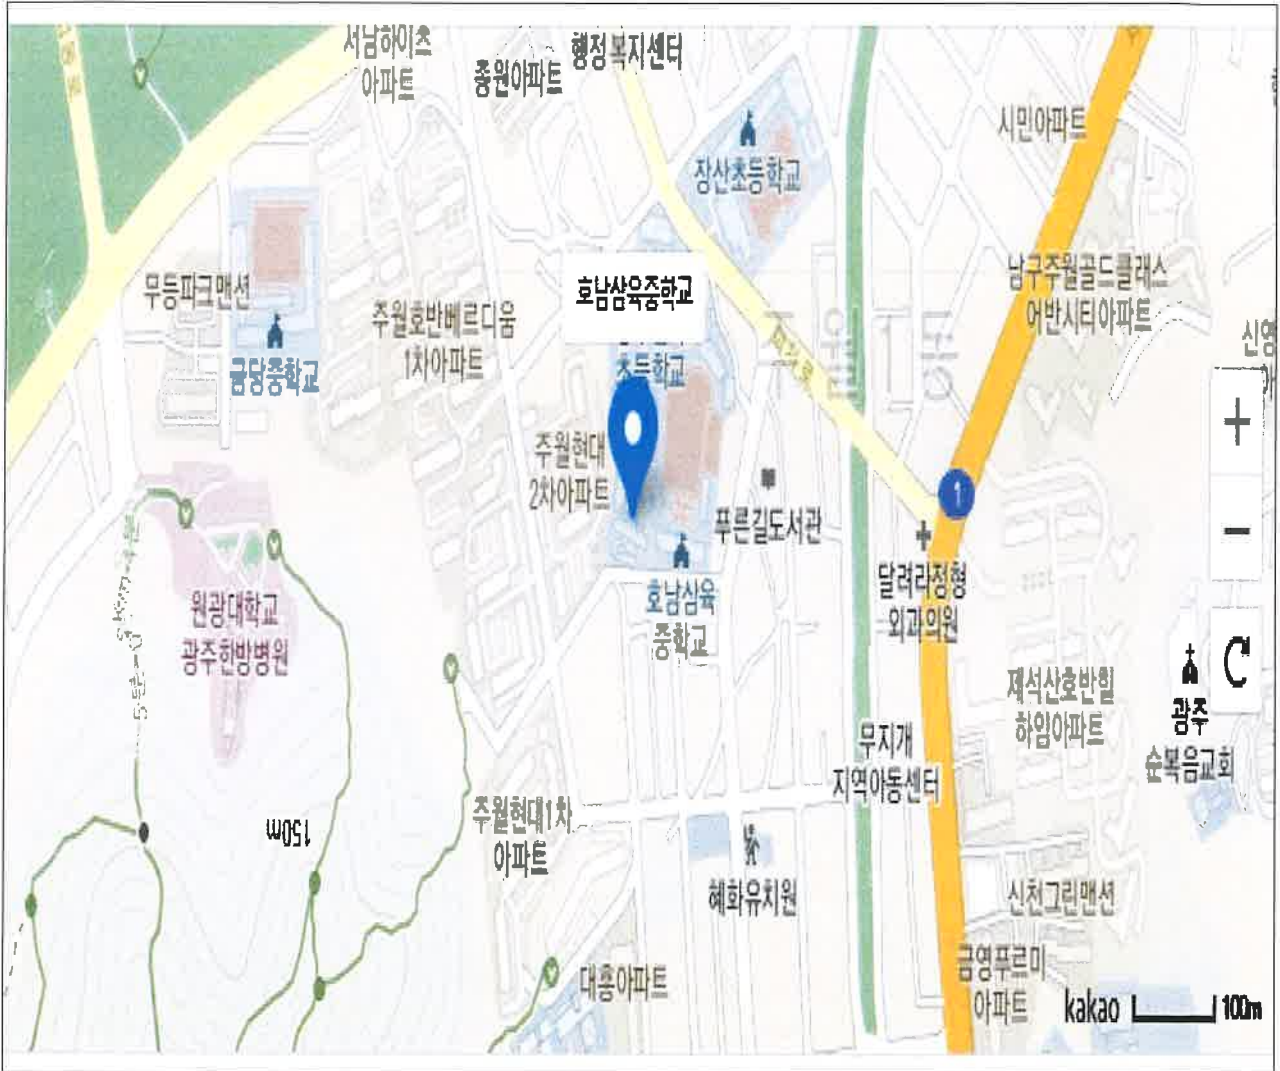 서남하이츠
아파트
종원아파트
행정복지센터
장산초등학교
시민아파트
무등파크맨션
금당중학교
주월호반베르디움
1차아파트
호남삼육중학교
초등학교
남구주월골드클래스
어반시티아파트
신영
주월현대
2차아파트
푸른길도서관
1
+
−
달려라정형
외과의원
원광대학교
광주한방병원
호남삼육
중학교
제석산호반힐
하임아파트
광주
순복음교회
무지개
지역아동센터
150m
주월현대1차
아파트
혜화유치원
신천그린맨션
대홍아파트
금영푸르미
아파트
kakao
100m